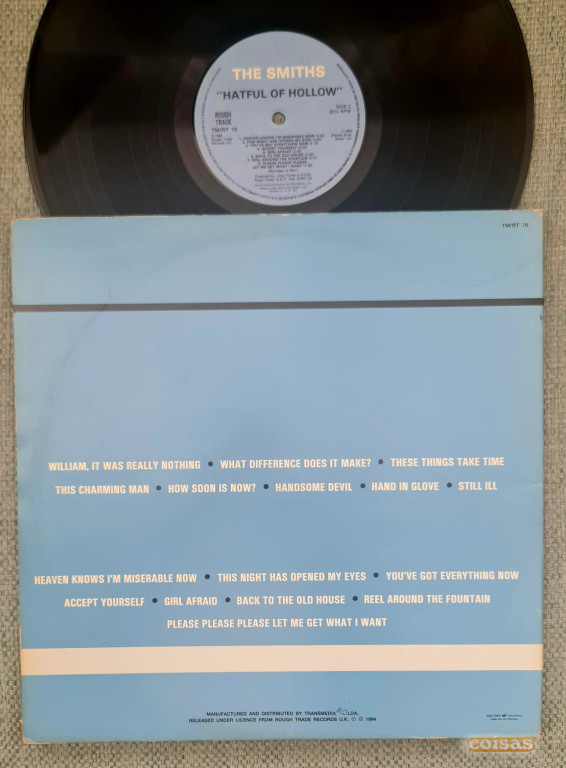 THE SMITHS
"HATFUL OF HOLLOW"
ROUGH TRADE
SIDE 2
TM/RT 76
TM/RT 76
WILLIAM, IT WAS REALLY NOTHING • WHAT DIFFERENCE DOES IT MAKE? • THESE THINGS TAKE TIME
THIS CHARMING MAN • HOW SOON IS NOW? • HANDSOME DEVIL • HAND IN GLOVE • STILL ILL
HEAVEN KNOWS I'M MISERABLE NOW • THIS NIGHT HAS OPENED MY EYES • YOU'VE GOT EVERYTHING NOW
ACCEPT YOURSELF • GIRL AFRAID • BACK TO THE OLD HOUSE • REEL AROUND THE FOUNTAIN
PLEASE PLEASE PLEASE LET ME GET WHAT I WANT
MANUFACTURED AND DISTRIBUTED BY TRANSMEDIA LDA.
RELEASED UNDER LICENCE FROM ROUGH TRADE RECORDS U.K. ℗ © 1984
coisas